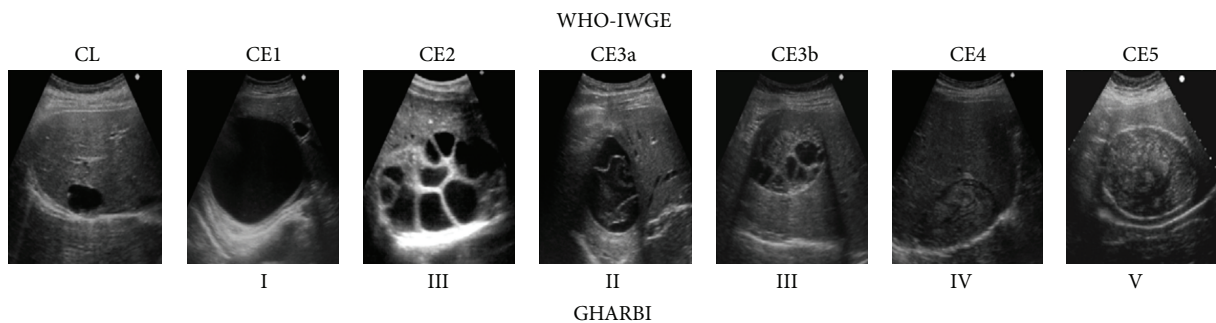 WHO-IWGE
CL CE1 CE2 CE3a CE3b CE4 CE5
I III II III IV V
GHARBI